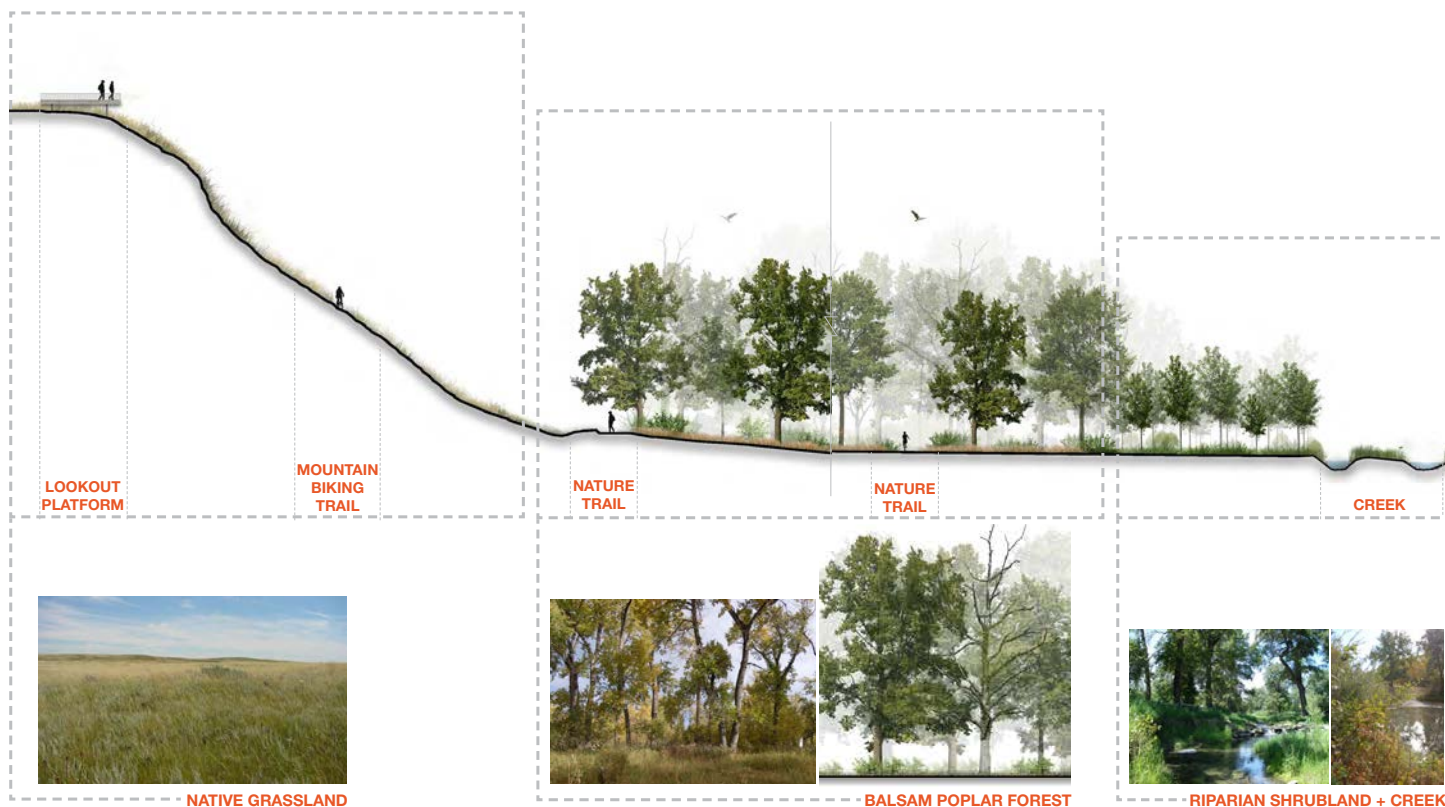 LOOKOUT
PLATFORM
MOUNTAIN
BIKING
TRAIL
NATURE
TRAIL
NATURE
TRAIL
CREEK
NATIVE GRASSLAND
BALSAM POPLAR FOREST
RIPARIAN SHRUBLAND + CREEK